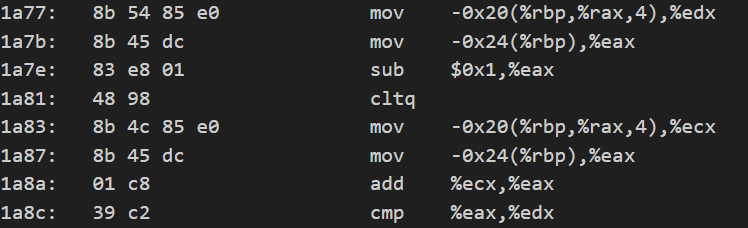 1a77: 8b 54 85 e0 mov -0x20(%rbp,%rax,4),%edx
1a7b: 8b 45 dc mov -0x24(%rbp),%eax
1a7e: 83 e8 01 sub $0x1,%eax
1a81: 48 98 cltq
1a83: 8b 4c 85 e0 mov -0x20(%rbp,%rax,4),%ecx
1a87: 8b 45 dc mov -0x24(%rbp),%eax
1a8a: 01 c8 add %ecx,%eax
1a8c: 39 c2 cmp %eax,%edx